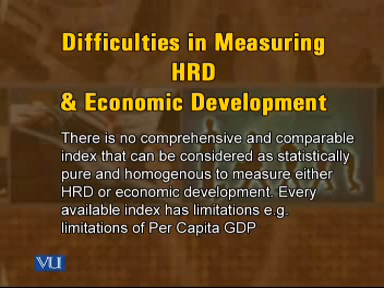 Difficulties in Measuring
HRD
& Economic Development
There is no comprehensive and comparable
index that can be considered as statistically
pure and homogenous to measure either
HRD or economic development. Every
available index has limitations e.g.
limitations of Per Capita GDP
VU